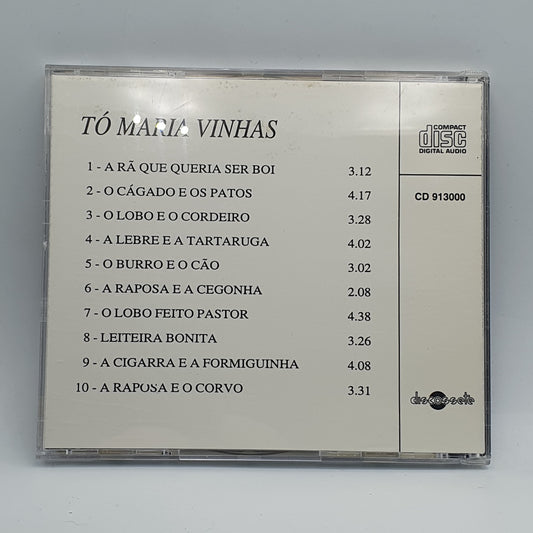 TÓ MARIA VINHAS
1 - A RÃ QUE QUERIA SER BOI 3.12
2 - O CÁGADO E OS PATOS 4.17
3 - O LOBO E O CORDEIRO 3.28
4 - A LEBRE E A TARTARUGA 4.02
5 - O BURRO E O CÃO 3.02
6 - A RAPOSA E A CEGONHA 2.08
7 - O LOBO FEITO PASTOR 4.38
8 - LEITEIRA BONITA 3.26
9 - A CIGARRA E A FORMIGUINHA 4.08
10 - A RAPOSA E O CORVO 3.31
COMPACT
disc
DIGITAL AUDIO
CD 913000
discossete